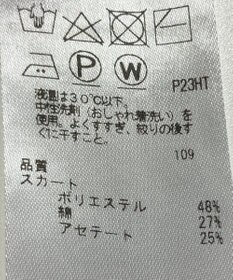 P W P23HT
液温は30℃以下、
中性洗剤（おしゃれ着洗い）を
使用、よくすすぎ、絞りの後す
ぐに干すこと。
109
品質
スカート
ポリエステル 48%
綿 27%
アセテート 25%